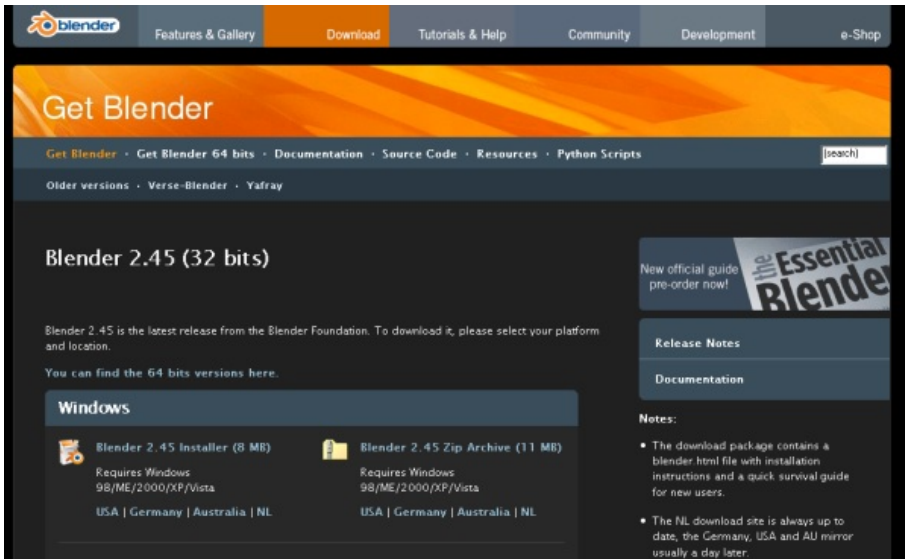 blender
Features & Gallery
Download
Tutorials & Help
Community
Development
e-Shop
Get Blender
Get Blender · Get Blender 64 bits · Documentation · Source Code · Resources · Python Scripts
[search]
Older versions · Verse-Blender · Yafray
Blender 2.45 (32 bits)
Blender 2.45 is the latest release from the Blender Foundation. To download it, please select your platform
and location.
You can find the 64 bits versions here.
Windows
Blender 2.45 Installer (8 MB)
Requires Windows
98/ME/2000/XP/Vista
USA | Germany | Australia | NL
Blender 2.45 Zip Archive (11 MB)
Requires Windows
98/ME/2000/XP/Vista
USA | Germany | Australia | NL
New official guide
pre-order now!
the Essential
Blender
Release Notes
Documentation
Notes:
• The download package contains a
blender.html file with installation
instructions and a quick survival guide
for new users.
• The NL download site is always up to
date, the Germany, USA and AU mirror
usually a day later.